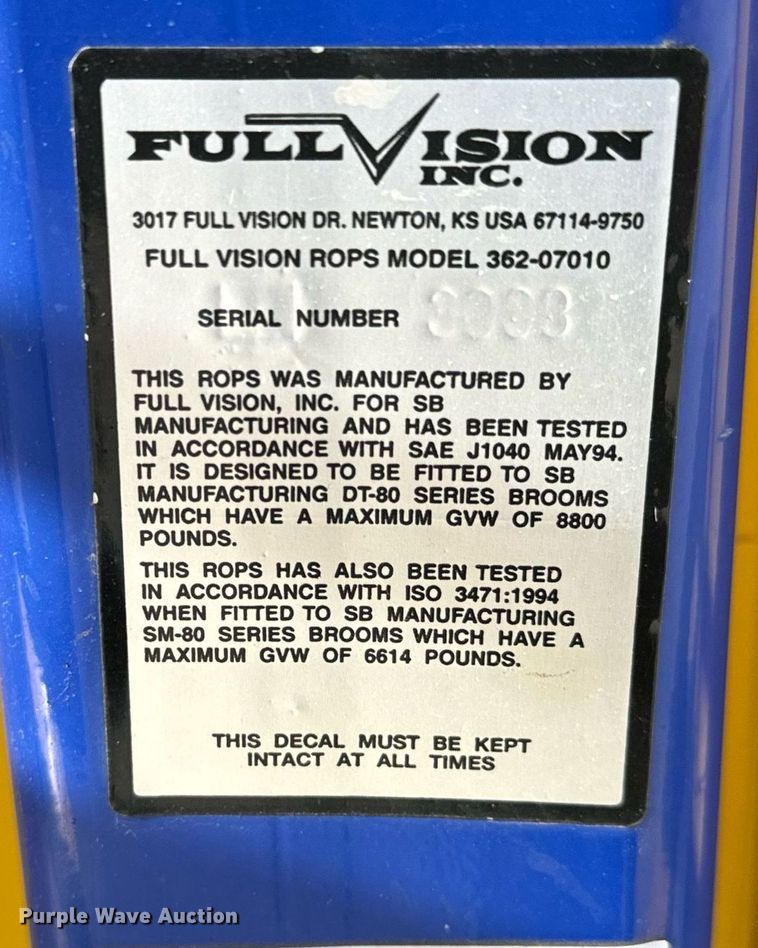 FULL VISION
INC.
3017 FULL VISION DR. NEWTON, KS USA 67114-9750
FULL VISION ROPS MODEL 362-07010
SERIAL NUMBER
THIS ROPS WAS MANUFACTURED BY
FULL VISION, INC. FOR SB
MANUFACTURING AND HAS BEEN TESTED
IN ACCORDANCE WITH SAE J1040 MAY94.
IT IS DESIGNED TO BE FITTED TO SB
MANUFACTURING DT-80 SERIES BROOMS
WHICH HAVE A MAXIMUM GVW OF 8800
POUNDS.
THIS ROPS HAS ALSO BEEN TESTED
IN ACCORDANCE WITH ISO 3471:1994
WHEN FITTED TO SB MANUFACTURING
SM-80 SERIES BROOMS WHICH HAVE A
MAXIMUM GVW OF 6614 POUNDS.
THIS DECAL MUST BE KEPT
INTACT AT ALL TIMES
Purple Wave Auction